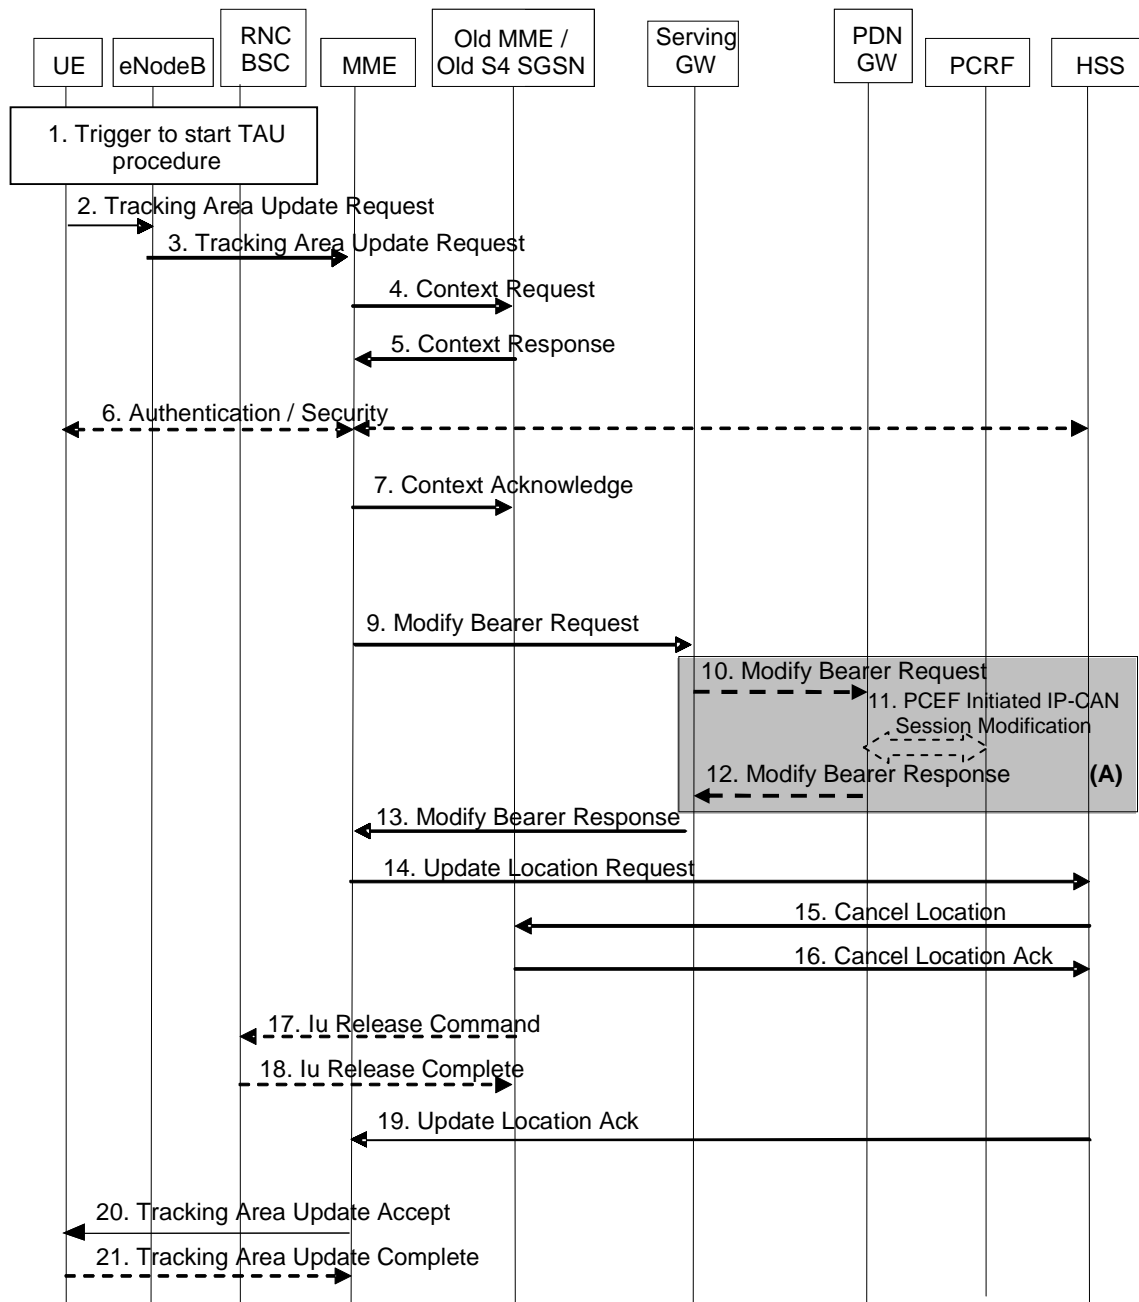 UE
eNodeB
RNC
BSC
MME
Old MME /
Old S4 SGSN
Serving
GW
PDN
GW
PCRF
HSS
1. Trigger to start TAU
procedure
2. Tracking Area Update Request
3. Tracking Area Update Request
4. Context Request
5. Context Response
6. Authentication / Security
7. Context Acknowledge
9. Modify Bearer Request
10. Modify Bearer Request
11. PCEF Initiated IP-CAN
Session Modification
12. Modify Bearer Response
(A)
13. Modify Bearer Response
14. Update Location Request
15. Cancel Location
16. Cancel Location Ack
17. Iu Release Command
18. Iu Release Complete
19. Update Location Ack
20. Tracking Area Update Accept
21. Tracking Area Update Complete